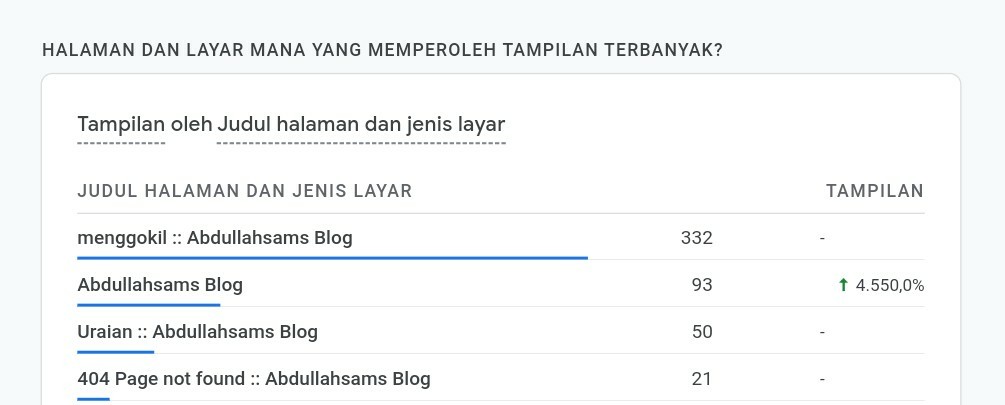 HALAMAN DAN LAYAR MANA YANG MEMPEROLEH TAMPILAN TERBANYAK?
Tampilan oleh Judul halaman dan jenis layar
JUDUL HALAMAN DAN JENIS LAYAR TAMPILAN
menggokil :: Abdullahsams Blog 332 -
Abdullahsams Blog 93 ↑ 4.550,0%
Uraian :: Abdullahsams Blog 50 -
404 Page not found :: Abdullahsams Blog 21 -